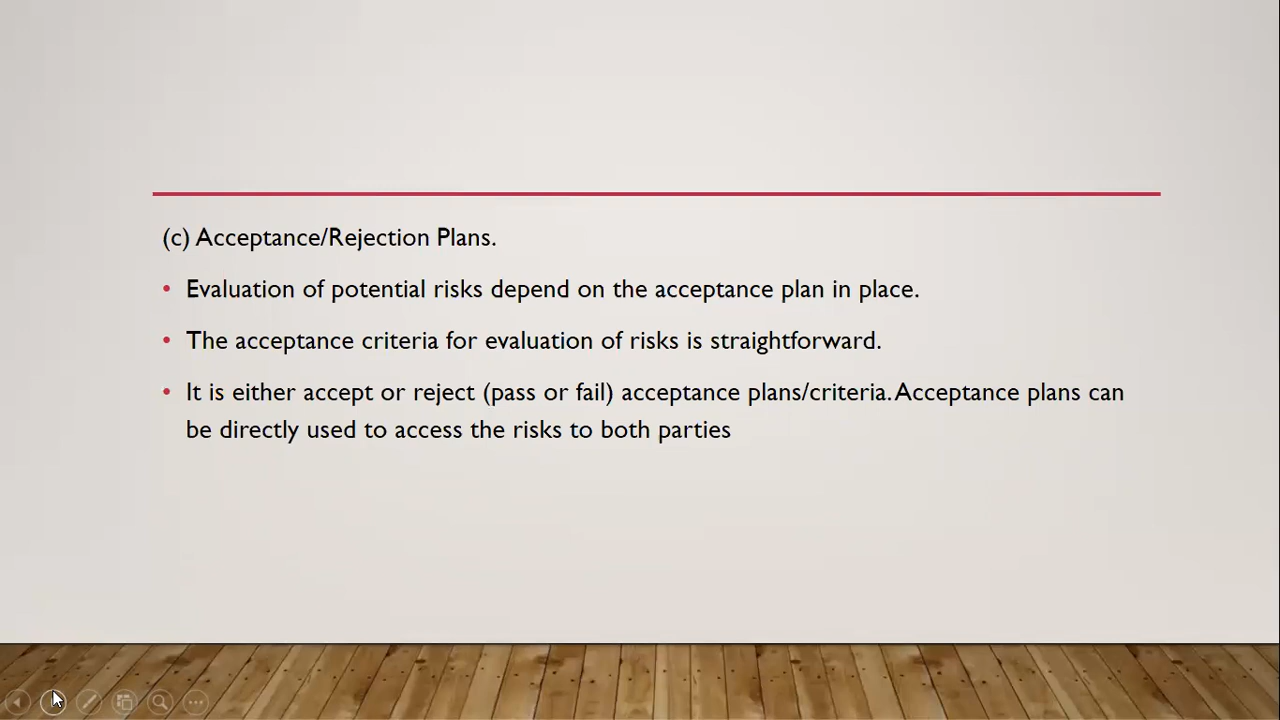 (c) Acceptance/Rejection Plans.
• Evaluation of potential risks depend on the acceptance plan in place.
• The acceptance criteria for evaluation of risks is straightforward.
• It is either accept or reject (pass or fail) acceptance plans/criteria. Acceptance plans can
be directly used to access the risks to both parties